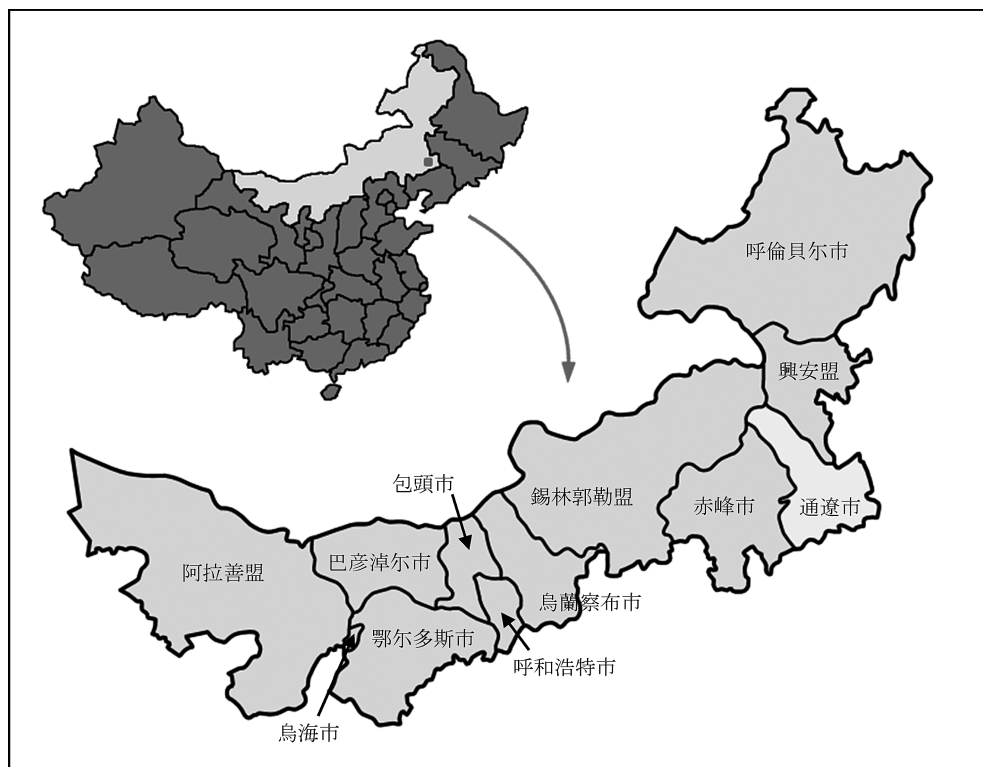 呼倫貝尔市
興安盟
包頭市
錫林郭勒盟
赤峰市
通遼市
巴彦淖尔市
阿拉善盟
烏蘭察布市
鄂尔多斯市
呼和浩特市
烏海市